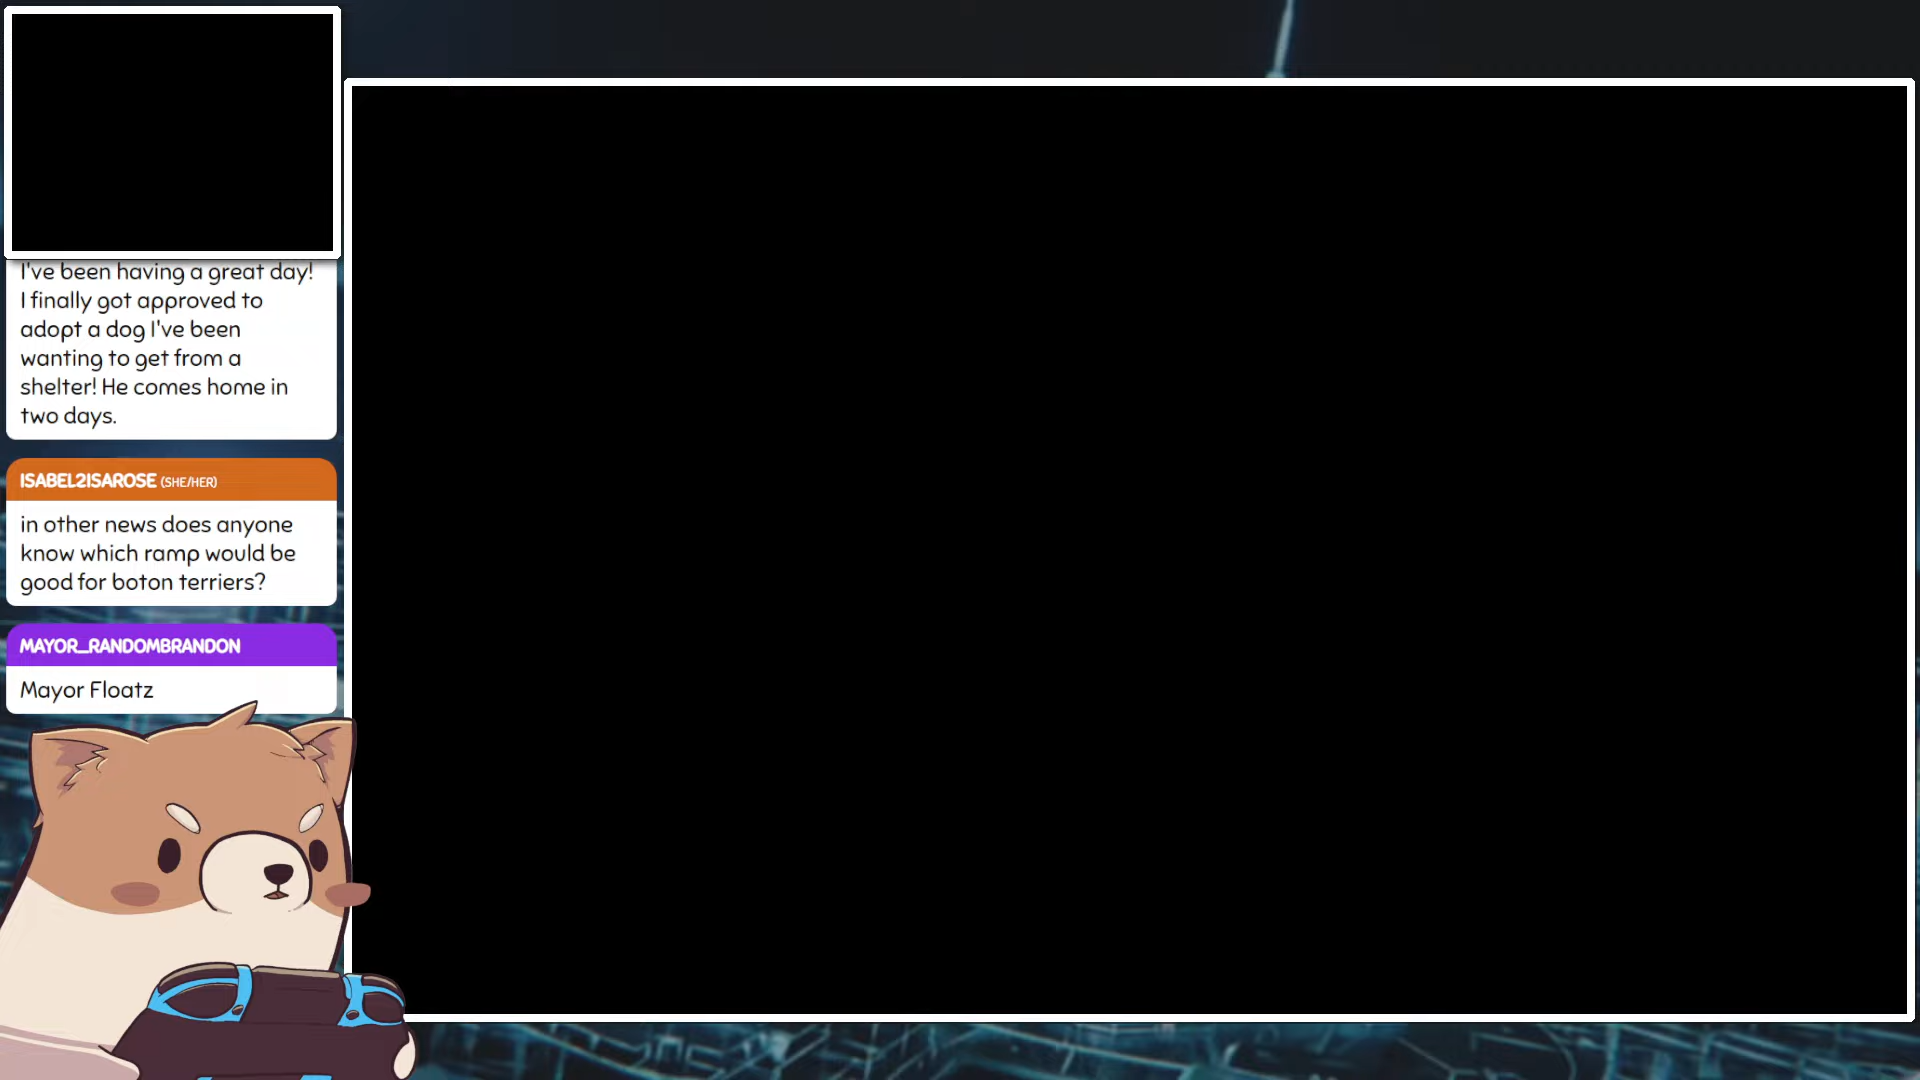 I've been having a great day!
I finally got approved to
adopt a dog I've been
wanting to get from a
shelter! He comes home in
two days.
ISABEL2ISAROSE (SHE/HER)
in other news does anyone
know which ramp would be
good for boton terriers?
MAYOR_RANDOMBRANDON
Mayor Floatz